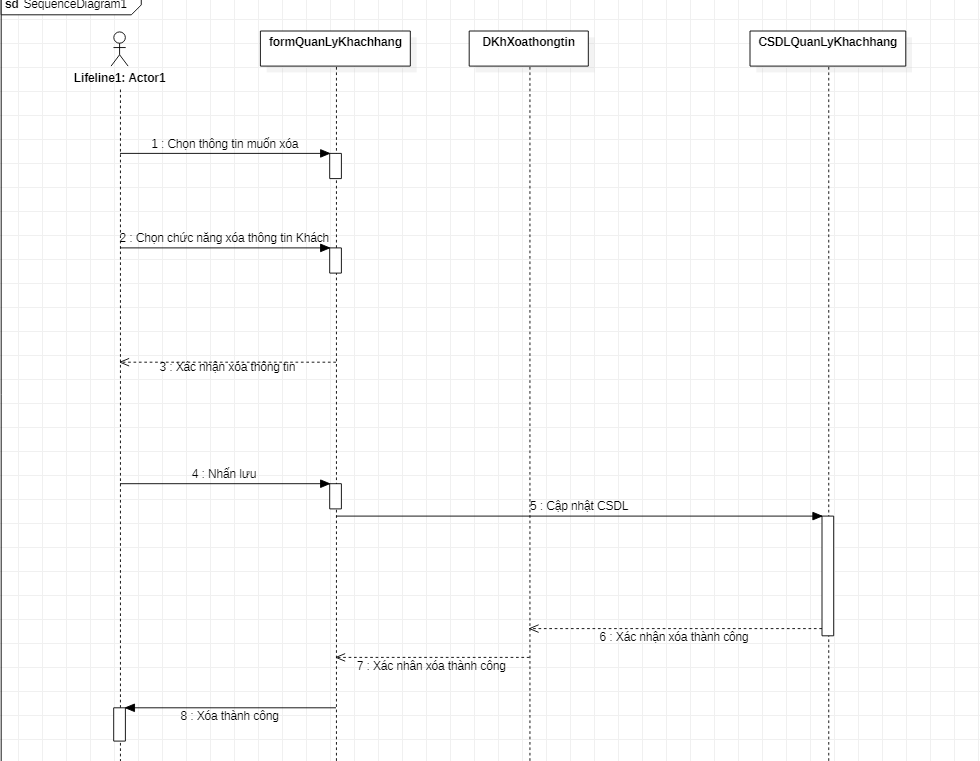 sd SequenceDiagram1
formQuanLyKhachhang
DKhXoathongtin
CSDLQuanLyKhachhang
Lifeline1: Actor1
1 : Chọn thông tin muốn xóa
2 : Chọn chức năng xóa thông tin Khách
3 : Xác nhận xóa thông tin
4 : Nhấn lưu
5 : Cập nhật CSDL
6 : Xác nhận xóa thành công
7 : Xác nhân xóa thành công
8 : Xóa thành công